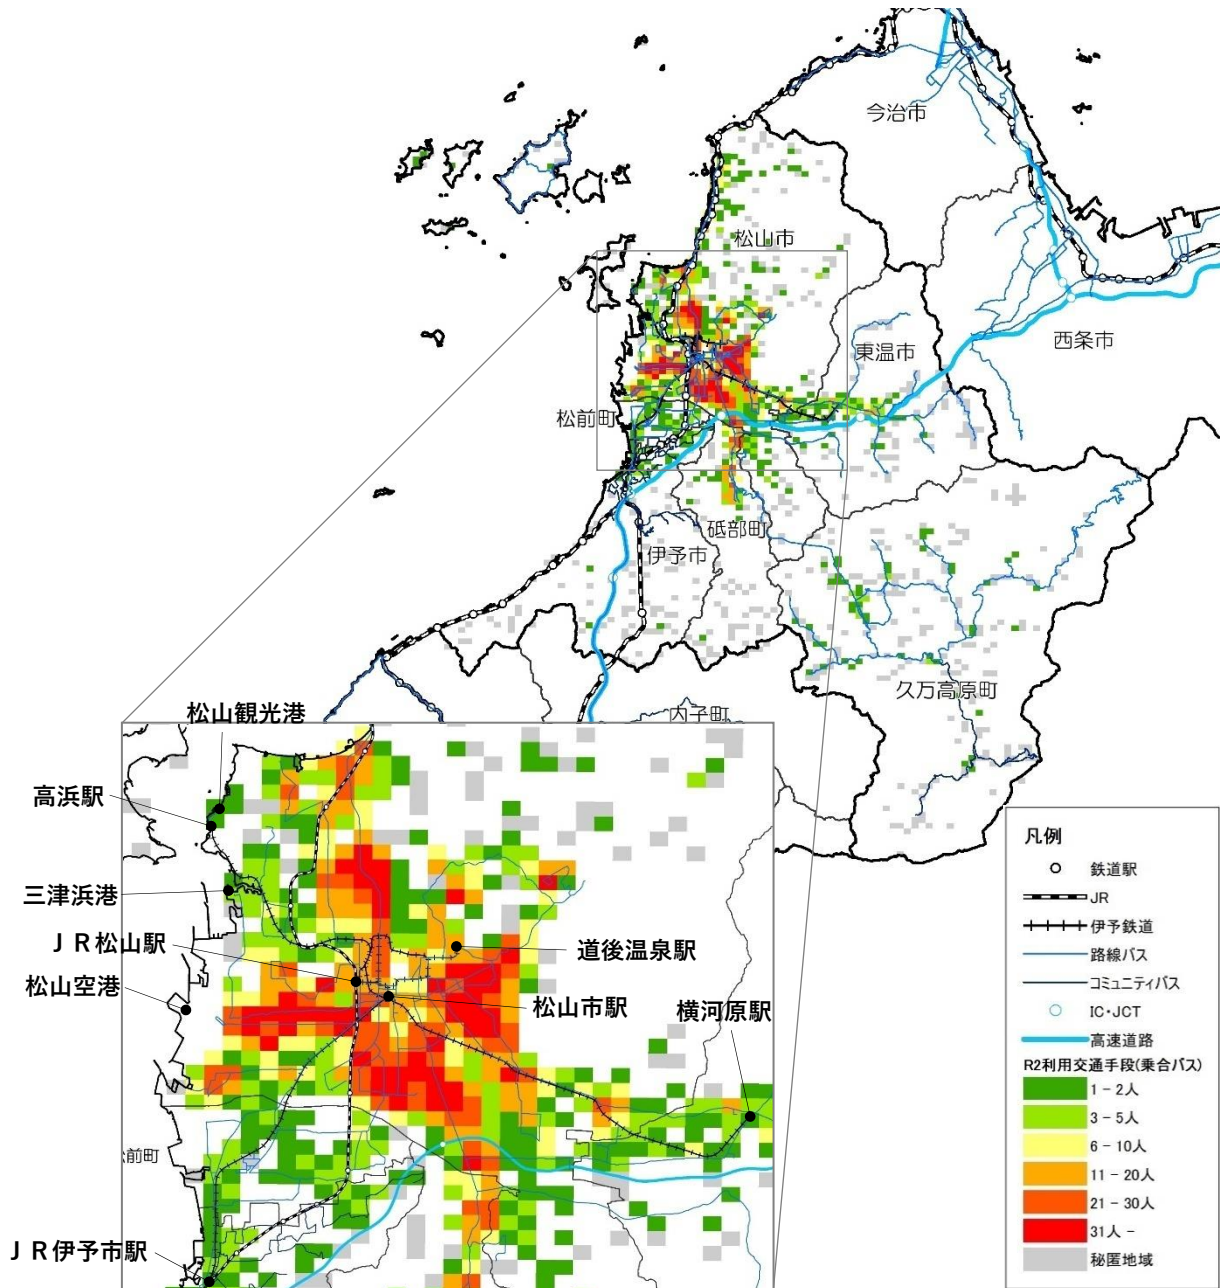 今治市
松山市
東温市
西条市
松前町
砥部町
伊予市
久万高原町
内子町
松山観光港
高浜駅
三津浜港
ＪＲ松山駅
松山空港
道後温泉駅
松山市駅
横河原駅
前町
ＪＲ伊予市駅
凡例
鉄道駅
JR
伊予鉄道
路線バス
コミュニティバス
IC・JCT
高速道路
R2利用交通手段(乗合バス)
1 - 2人
3 - 5人
6 - 10人
11 - 20人
21 - 30人
31人 -
秘匿地域